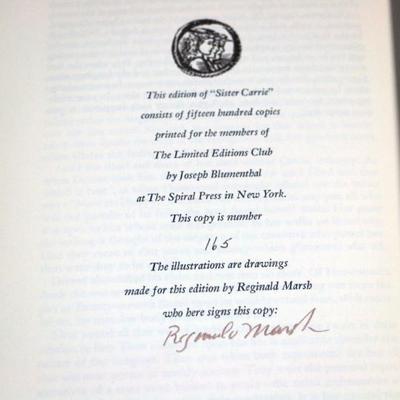 This edition of "Sister Carrie"
consists of fifteen hundred copies
printed for the members of
The Limited Editions Club
by Joseph Blumenthal
at The Spiral Press in New York.
This copy is number
165
The illustrations are drawings
made for this edition by Reginald Marsh
who here signs this copy:
Reginald Marsh